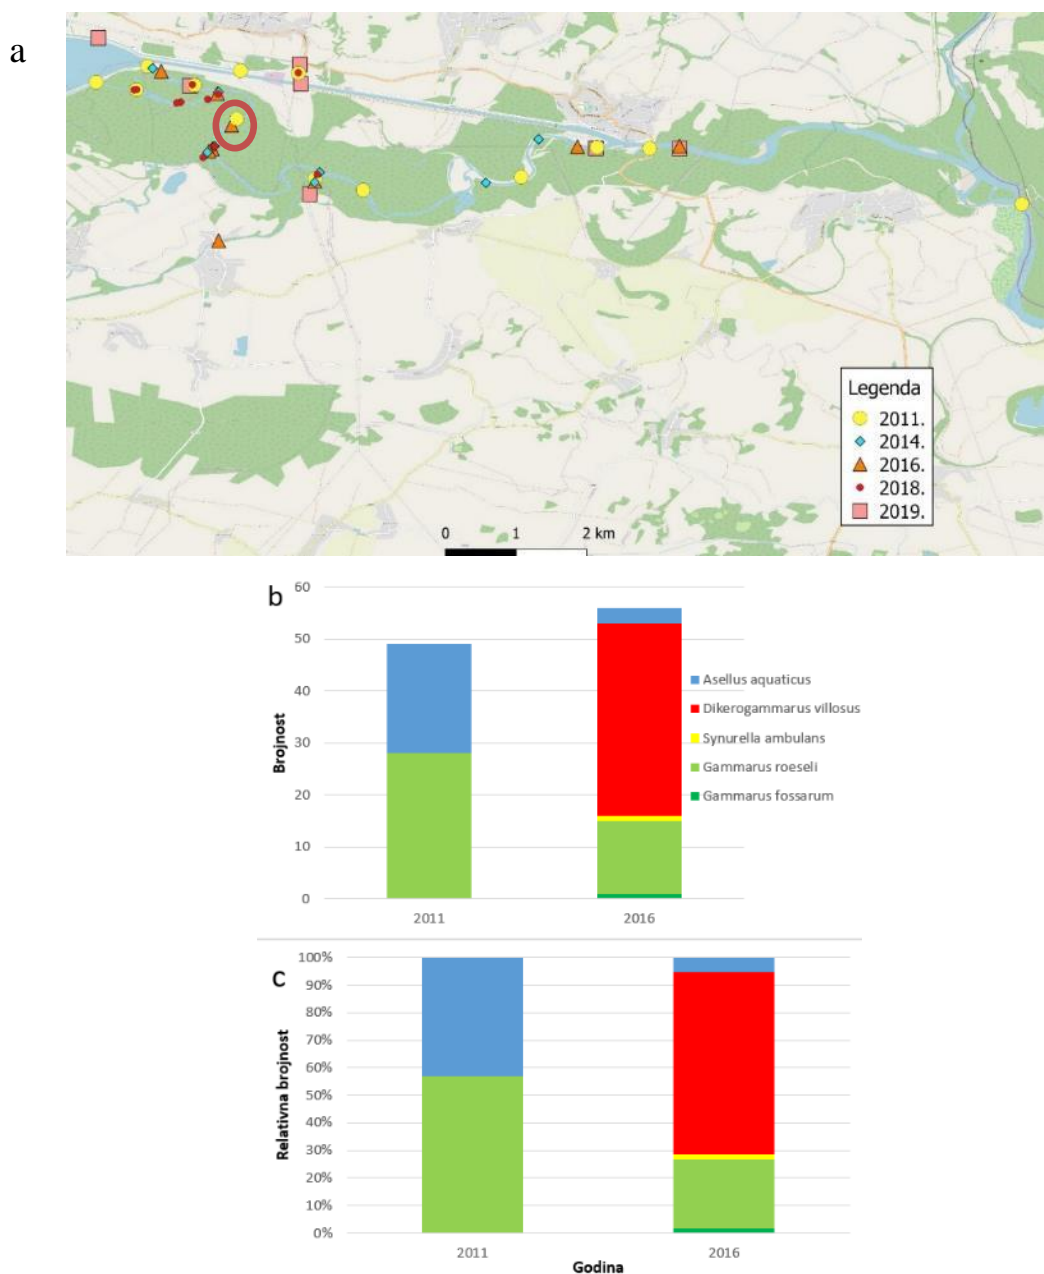 a
Legenda
2011.
2014.
2016.
2018.
2019.
0 1 2 km
b
60
50
40
30
20
10
0
Brojnost
2011 2016
Asellus aquaticus
Dikerogammarus villosus
Synurella ambulans
Gammarus roeseli
Gammarus fossarum
c
100%
90%
80%
70%
60%
50%
40%
30%
20%
10%
0%
Relativna brojnost
2011 2016
Godina